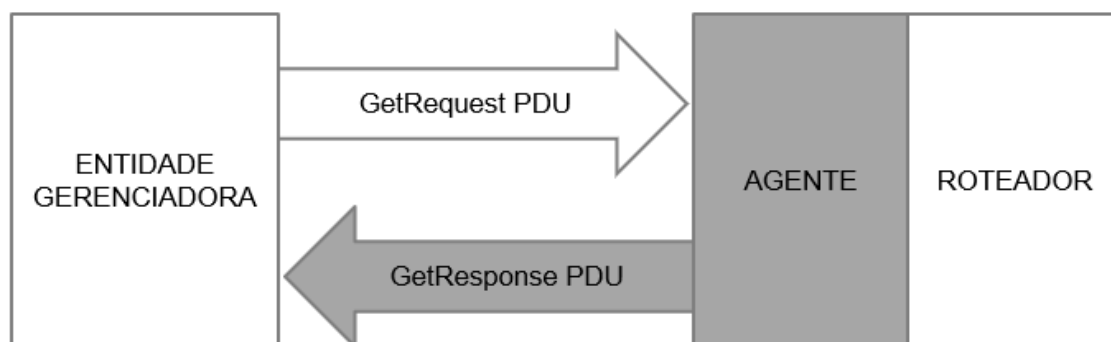 GetRequest PDU
ENTIDADE
GERENCIADORA
AGENTE
ROTEADOR
GetResponse PDU